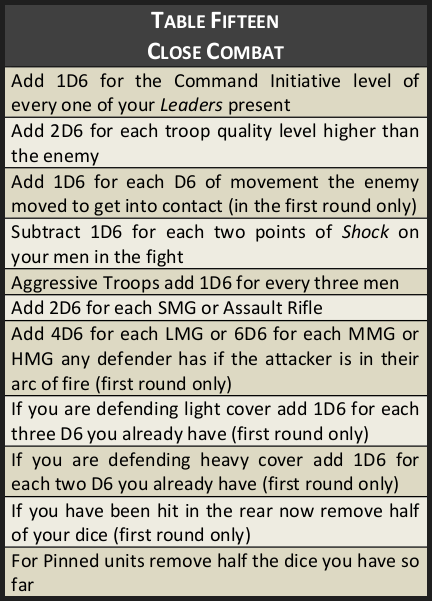 TABLE FIFTEEN
CLOSE COMBAT
Add 1D6 for the Command Initiative level of
every one of your Leaders present
Add 2D6 for each troop quality level higher than
the enemy
Add 1D6 for each D6 of movement the enemy
moved to get into contact (in the first round only)
Subtract 1D6 for each two points of Shock on
your men in the fight
Aggressive Troops add 1D6 for every three men
Add 2D6 for each SMG or Assault Rifle
Add 4D6 for each LMG or 6D6 for each MMG or
HMG any defender has if the attacker is in their
arc of fire (first round only)
If you are defending light cover add 1D6 for each
three D6 you already have (first round only)
If you are defending heavy cover add 1D6 for
each two D6 you already have (first round only)
If you have been hit in the rear now remove half
of your dice (first round only)
For Pinned units remove half the dice you have so
far